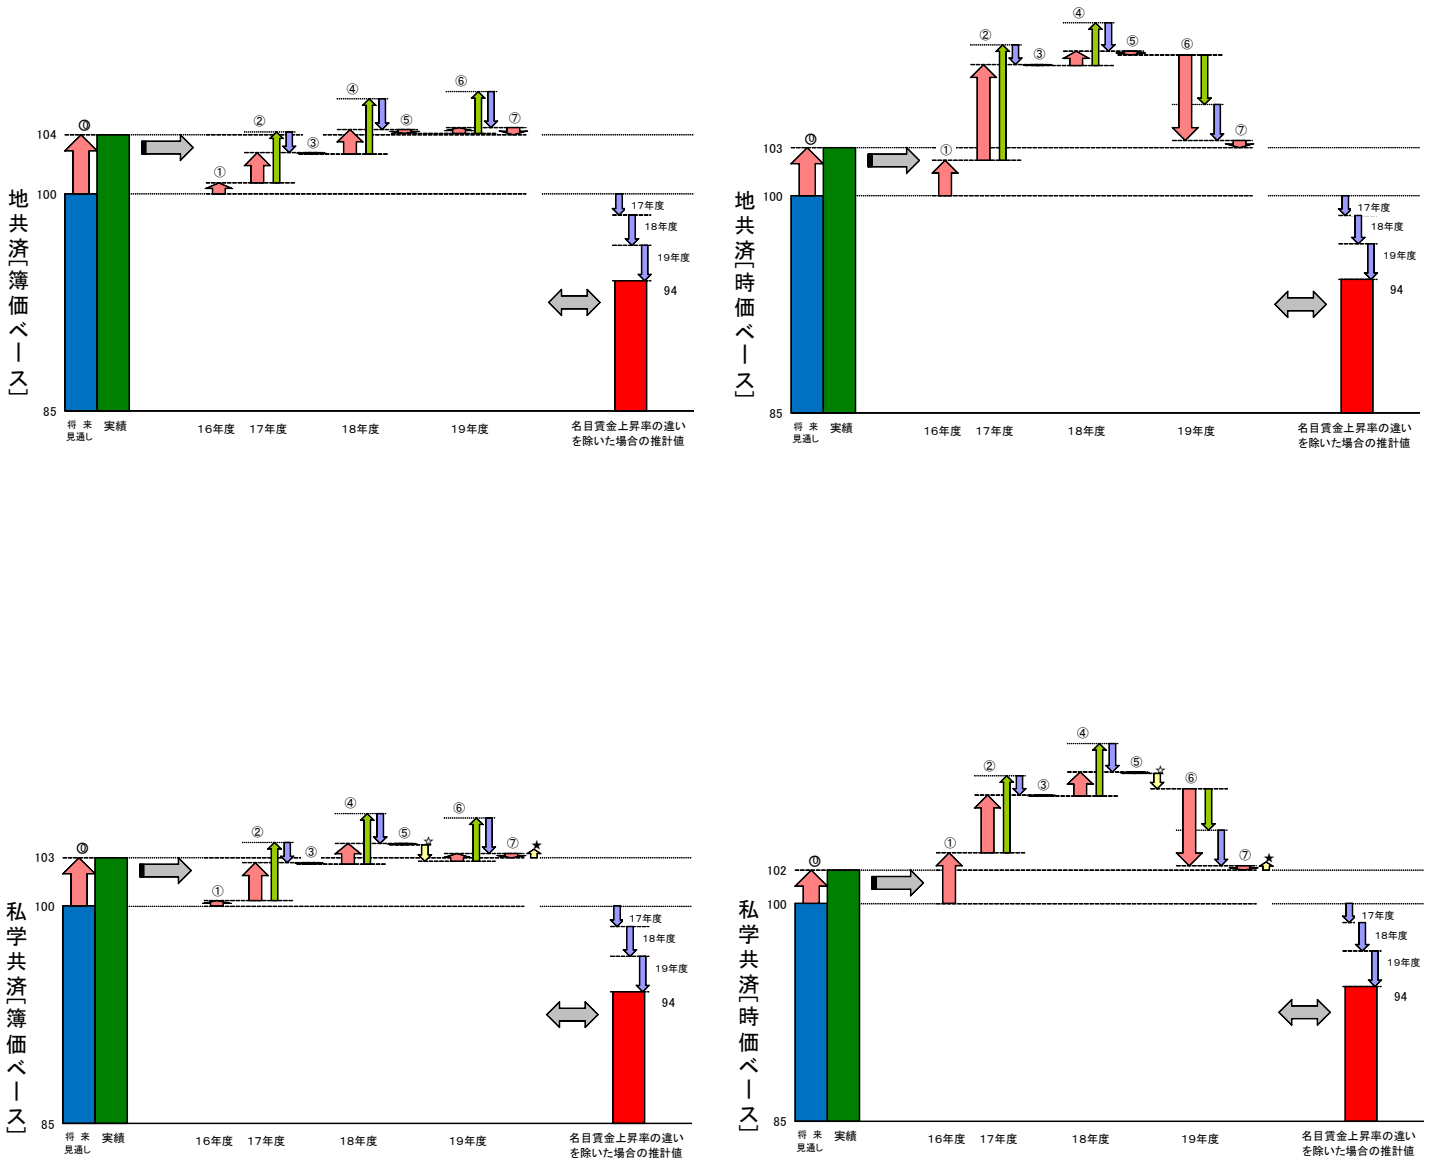 地共済[簿価ベース]
⓪
①
②
③
④
⑤
⑥
⑦
104
100
85
将 来
見通し
実績
16年度
17年度
18年度
19年度
17年度
18年度
19年度
94
名目賃金上昇率の違い
を除いた場合の推計値
地共済[時価ベース]
⓪
①
②
③
④
⑤
⑥
⑦
103
100
85
将 来
見通し
実績
16年度
17年度
18年度
19年度
17年度
18年度
19年度
94
名目賃金上昇率の違い
を除いた場合の推計値
私学共済[簿価ベース]
⓪
①
②
③
④
⑤
☆
⑥
⑦
★
103
100
85
将 来
見通し
実績
16年度
17年度
18年度
19年度
17年度
18年度
19年度
94
名目賃金上昇率の違い
を除いた場合の推計値
私学共済[時価ベース]
⓪
①
②
③
④
⑤
☆
⑥
⑦
★
102
100
85
将 来
見通し
実績
16年度
17年度
18年度
19年度
17年度
18年度
19年度
94
名目賃金上昇率の違い
を除いた場合の推計値